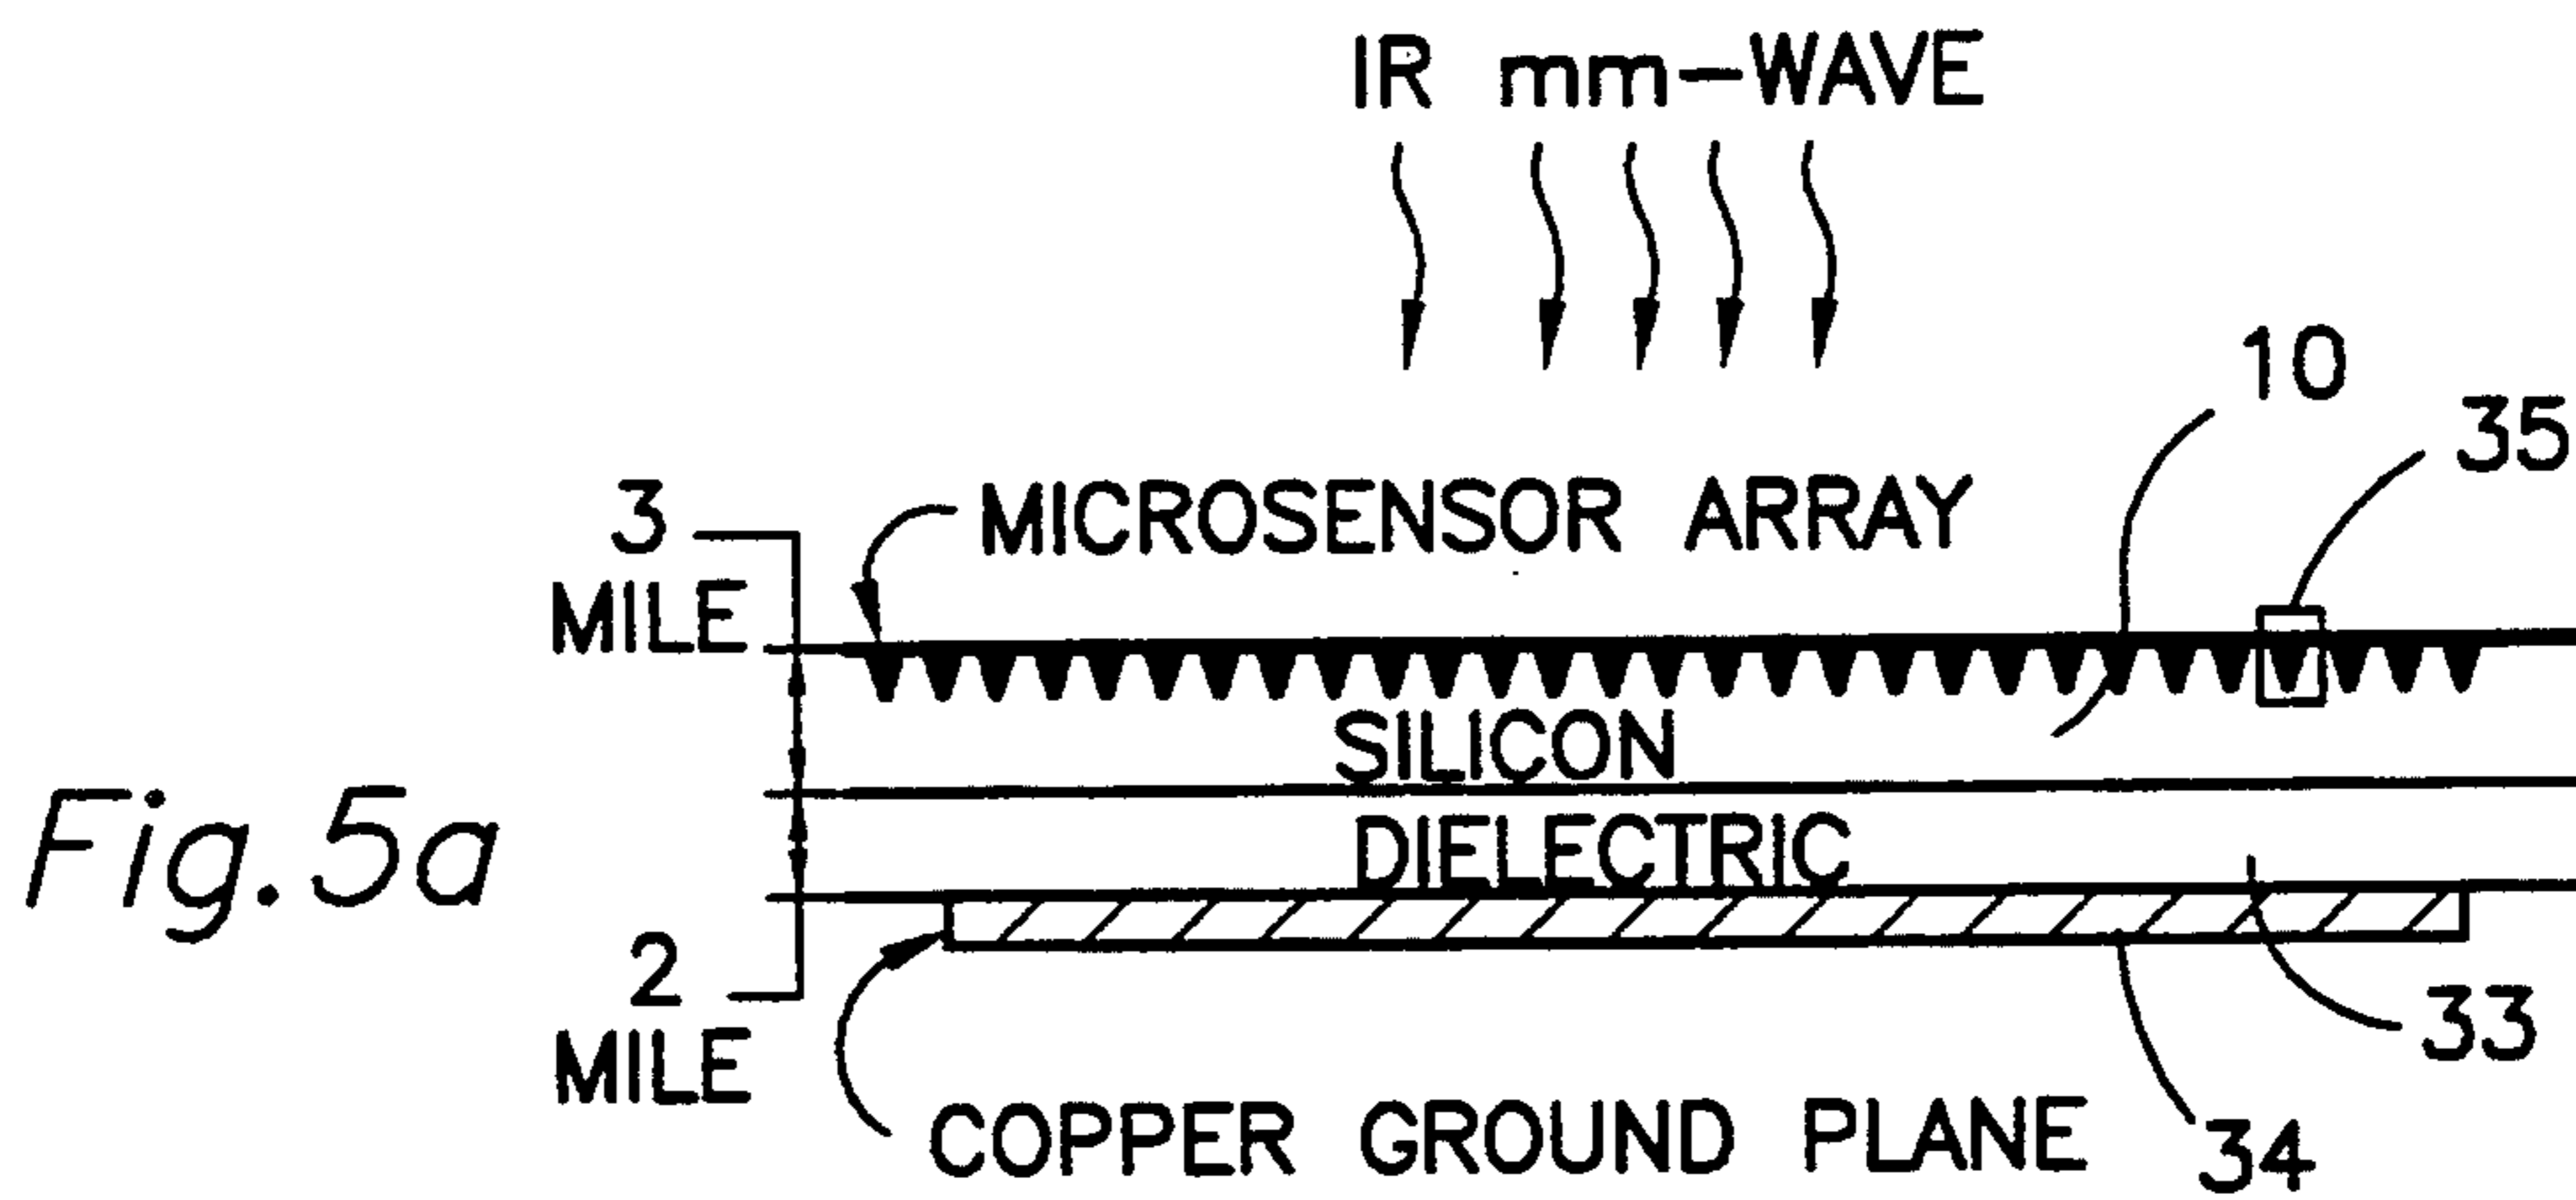 IR mm-WAVE
10
35
3
MILE
MICROSENSOR ARRAY
SILICON
DIELECTRIC
Fig.5a
2
MILE
33
COPPER GROUND PLANE
34